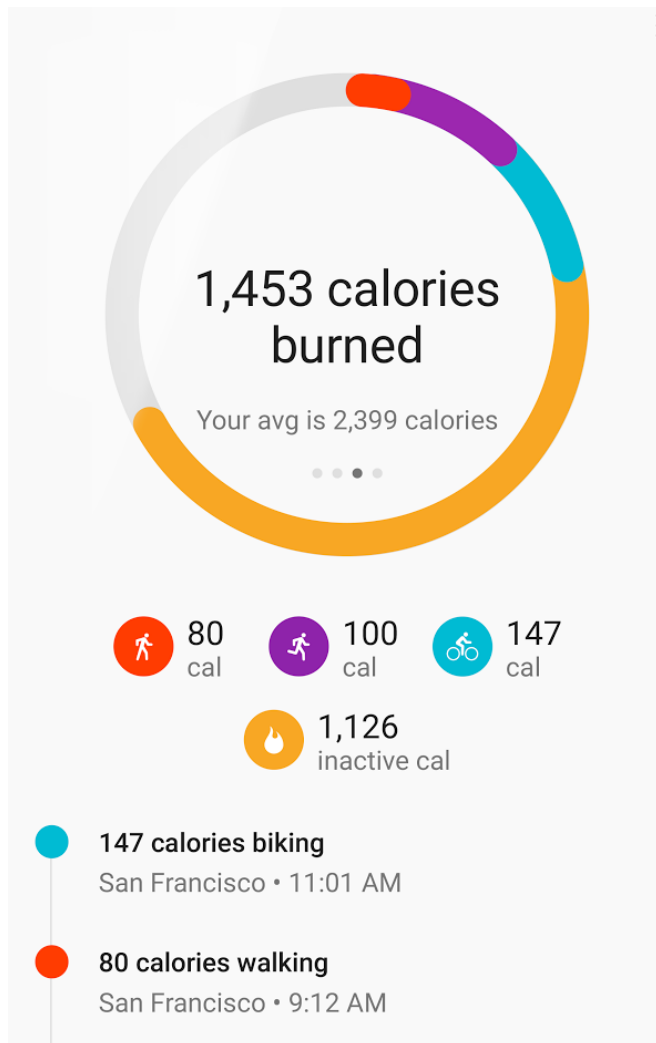 1,453 calories
burned
Your avg is 2,399 calories
80 100 147
cal cal cal
1,126
inactive cal
147 calories biking
San Francisco • 11:01 AM
80 calories walking
San Francisco • 9:12 AM